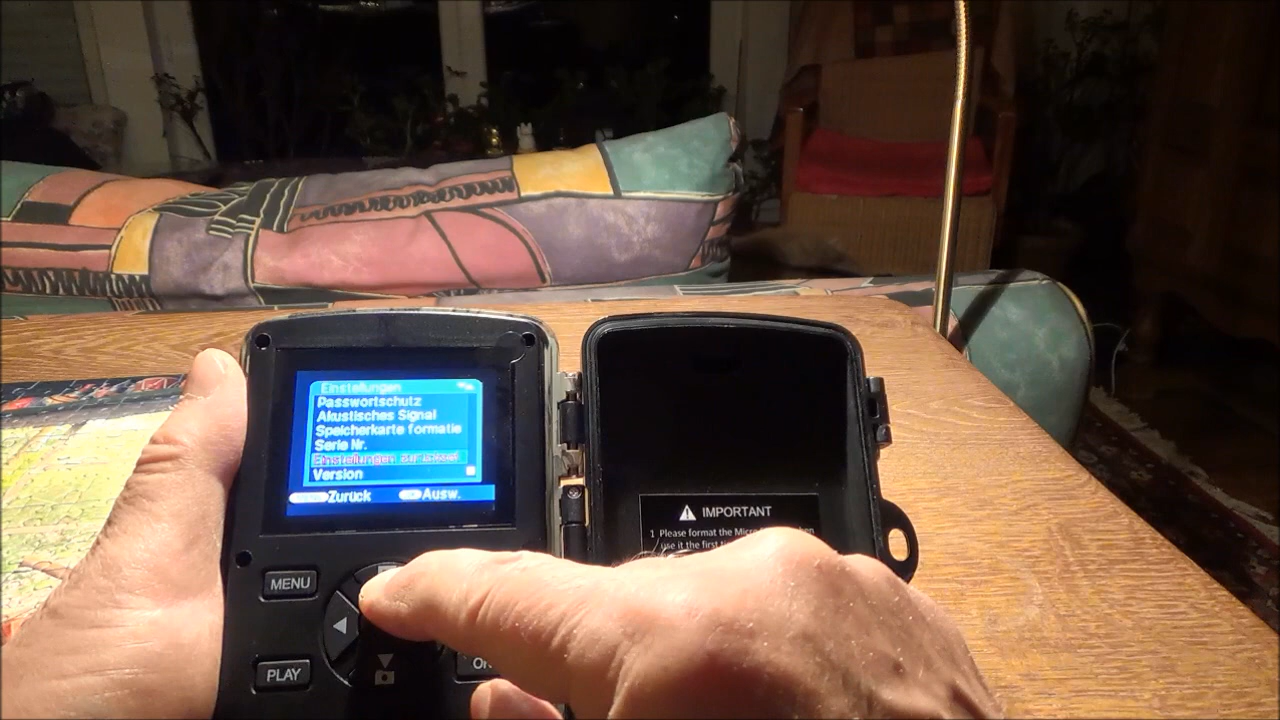 Einstellungen
Passwortschutz
Akustisches Signal
Speicherkarte formatie
Serie Nr.
Einstellungen
Version
Zurück Ausw.
IMPORTANT
1 Please format the Micro
use it the first
MENU
PLAY